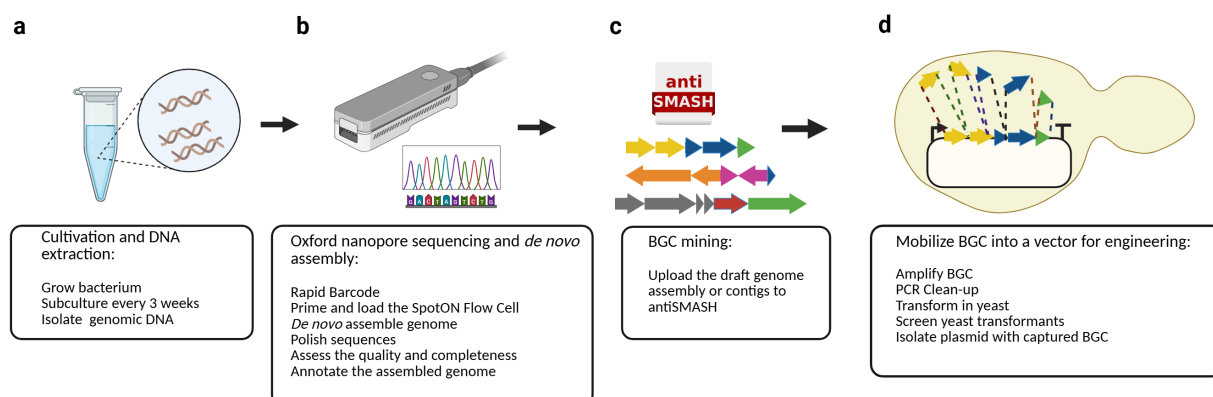 a
b
c
d
anti
SMASH
G A C T A G T C T G
Cultivation and DNA
extraction:
Grow bacterium
Subculture every 3 weeks
Isolate genomic DNA
Oxford nanopore sequencing and de novo
assembly:
Rapid Barcode
Prime and load the SpotON Flow Cell
De novo assemble genome
Polish sequences
Assess the quality and completeness
Annotate the assembled genome
BGC mining:
Upload the draft genome
assembly or contigs to
antiSMASH
Mobilize BGC into a vector for engineering:
Amplify BGC
PCR Clean-up
Transform in yeast
Screen yeast transformants
Isolate plasmid with captured BGC